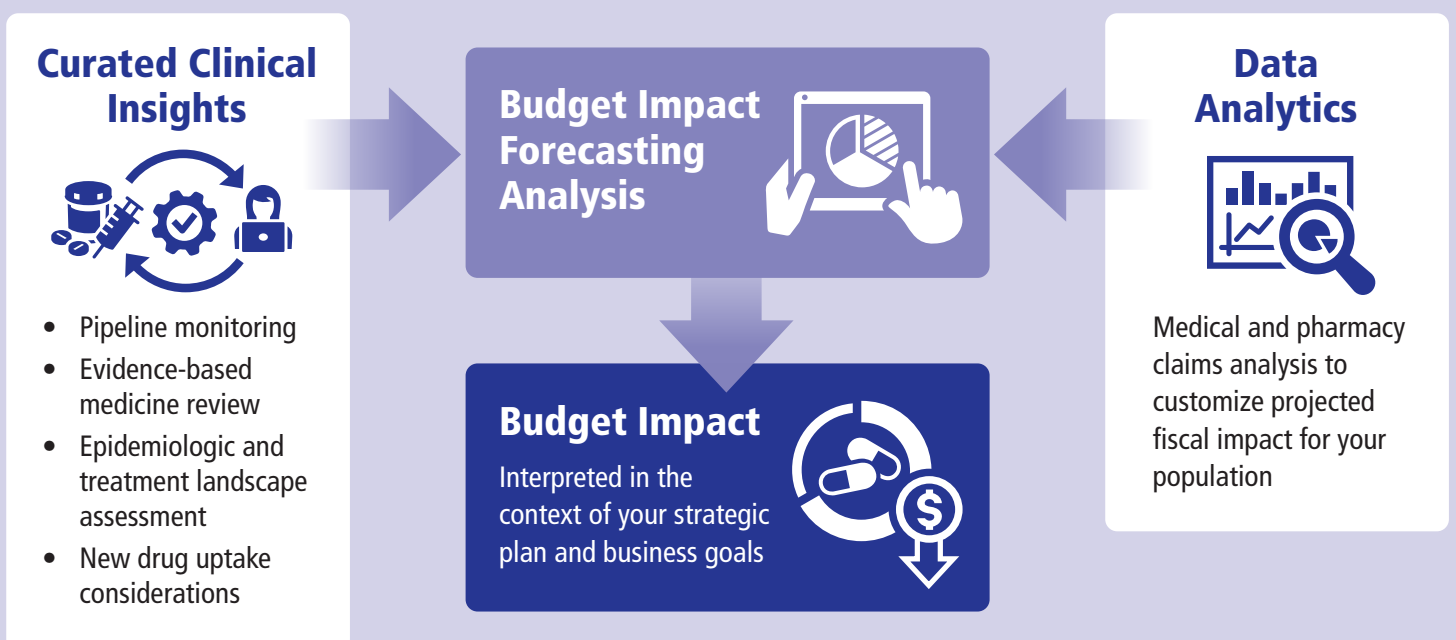 Curated Clinical
Insights
• Pipeline monitoring
• Evidence-based
medicine review
• Epidemiologic and
treatment landscape
assessment
• New drug uptake
considerations
Budget Impact
Forecasting
Analysis
Budget Impact
Interpreted in the
context of your strategic
plan and business goals
$
Data
Analytics
Medical and pharmacy
claims analysis to
customize projected
fiscal impact for your
population